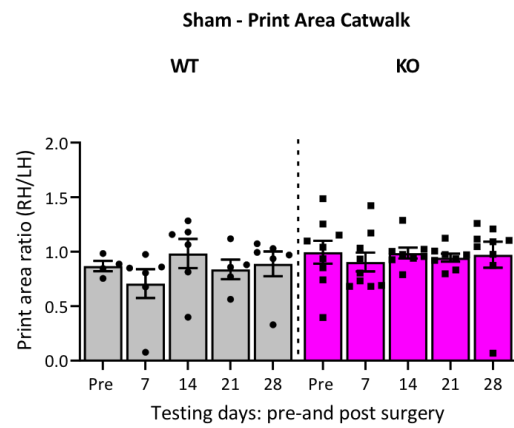 Sham - Print Area Catwalk
WT KO
Print area ratio (RH/LH)
2.0
1.5
1.0
0.5
0.0
Pre 7 14 21 28 Pre 7 14 21 28
Testing days: pre-and post surgery